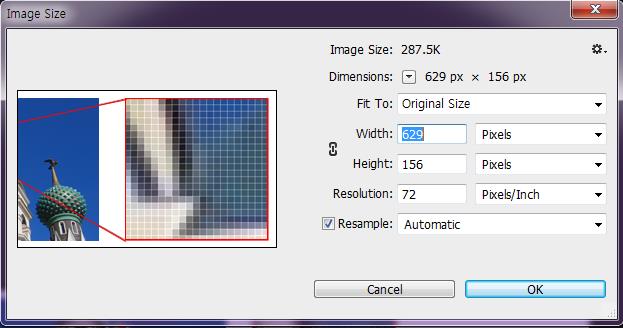 Image Size
Image Size: 287.5K
Dimensions: 629 px × 156 px
Fit To: Original Size
Width: 629 Pixels
Height: 156 Pixels
Resolution: 72 Pixels/Inch
Resample: Automatic
Cancel OK